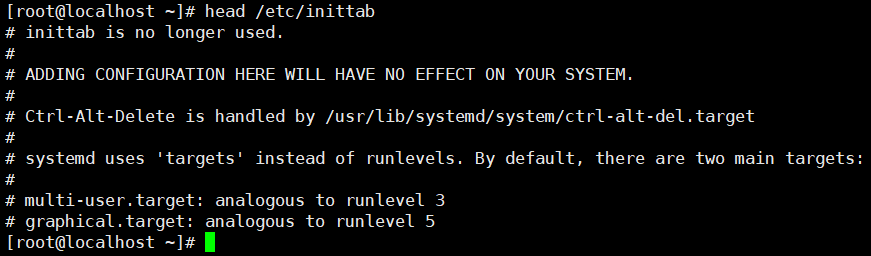 [root@localhost ~]# head /etc/inittab
# inittab is no longer used.
#
# ADDING CONFIGURATION HERE WILL HAVE NO EFFECT ON YOUR SYSTEM.
#
# Ctrl-Alt-Delete is handled by /usr/lib/systemd/system/ctrl-alt-del.target
#
# systemd uses 'targets' instead of runlevels. By default, there are two main targets:
#
# multi-user.target: analogous to runlevel 3
# graphical.target: analogous to runlevel 5
[root@localhost ~]#